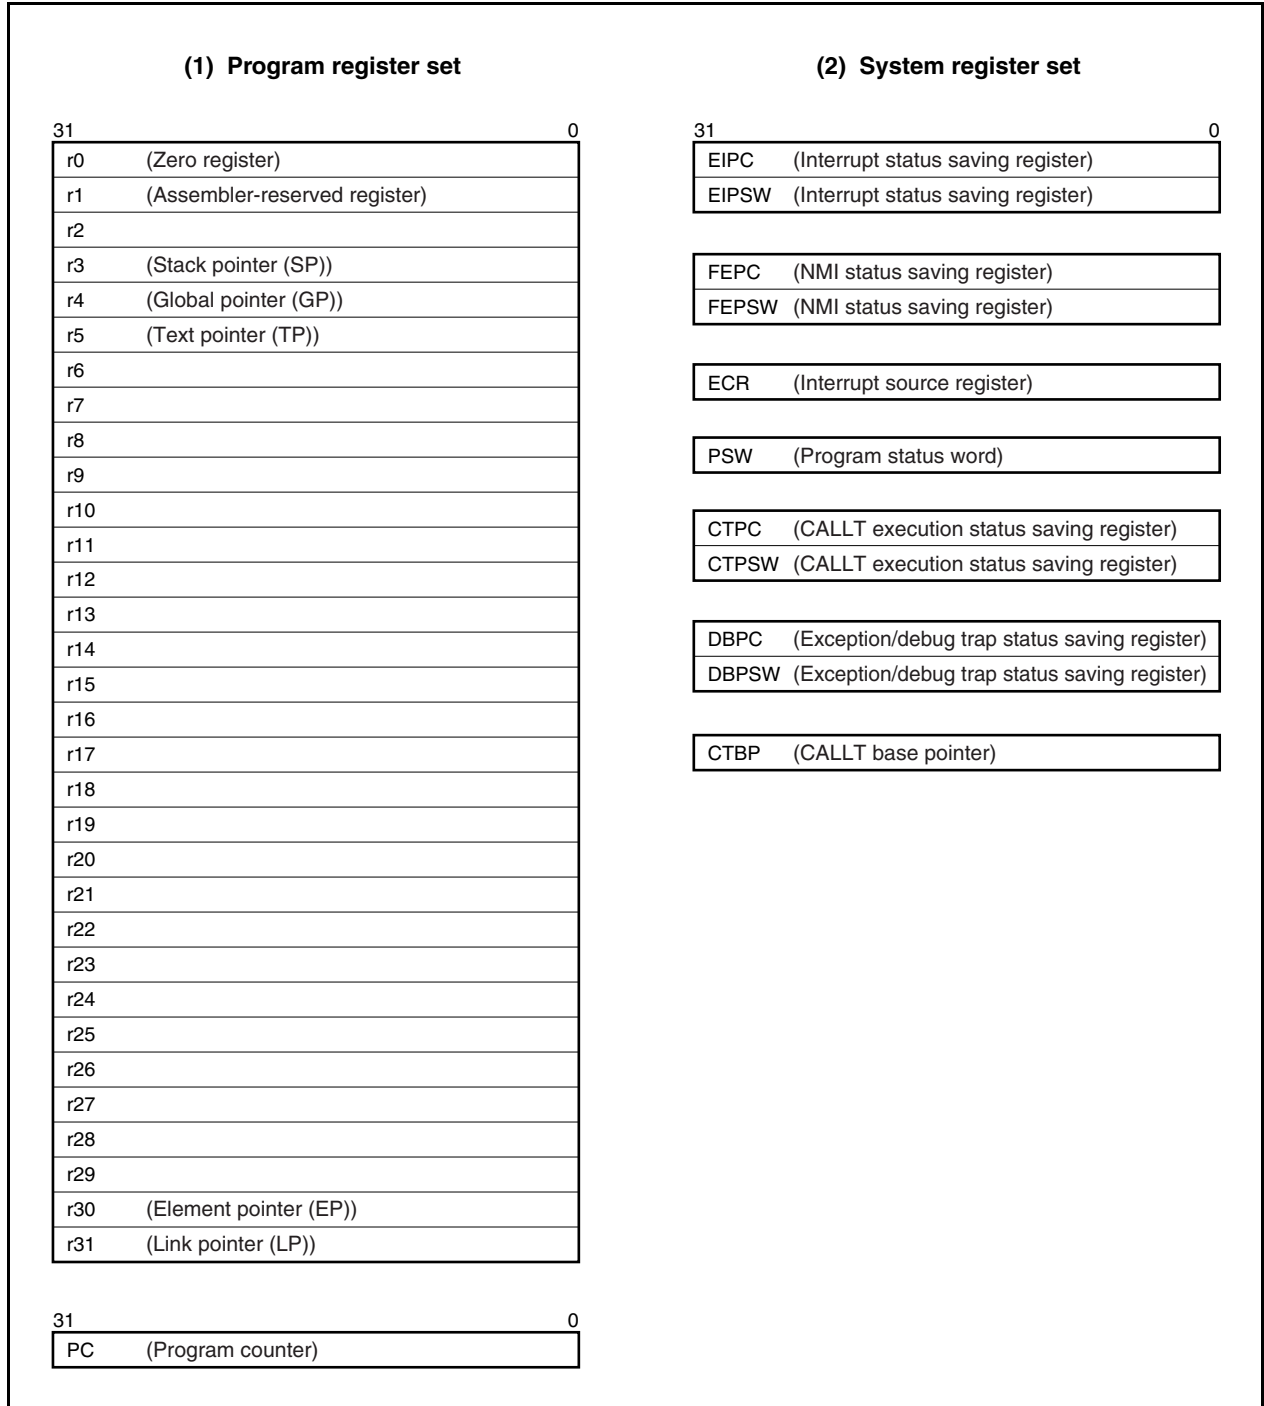 (1) Program register set
31 0
r0 (Zero register)
r1 (Assembler-reserved register)
r2
r3 (Stack pointer (SP))
r4 (Global pointer (GP))
r5 (Text pointer (TP))
r6
r7
r8
r9
r10
r11
r12
r13
r14
r15
r16
r17
r18
r19
r20
r21
r22
r23
r24
r25
r26
r27
r28
r29
r30 (Element pointer (EP))
r31 (Link pointer (LP))
31 0
PC (Program counter)
(2) System register set
31 0
EIPC (Interrupt status saving register)
EIPSW (Interrupt status saving register)
FEPC (NMI status saving register)
FEPSW (NMI status saving register)
ECR (Interrupt source register)
PSW (Program status word)
CTPC (CALLT execution status saving register)
CTPSW (CALLT execution status saving register)
DBPC (Exception/debug trap status saving register)
DBPSW (Exception/debug trap status saving register)
CTBP (CALLT base pointer)